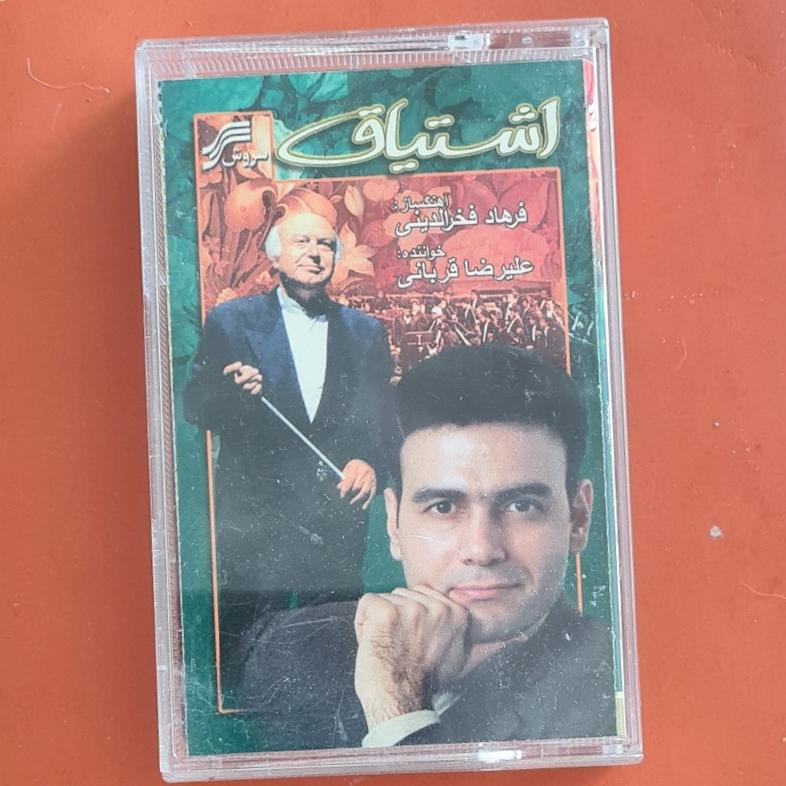 اشتیاق
سروش
آهنگساز:
فرهاد فخرالدینی
خواننده:
علیرضا قربانی